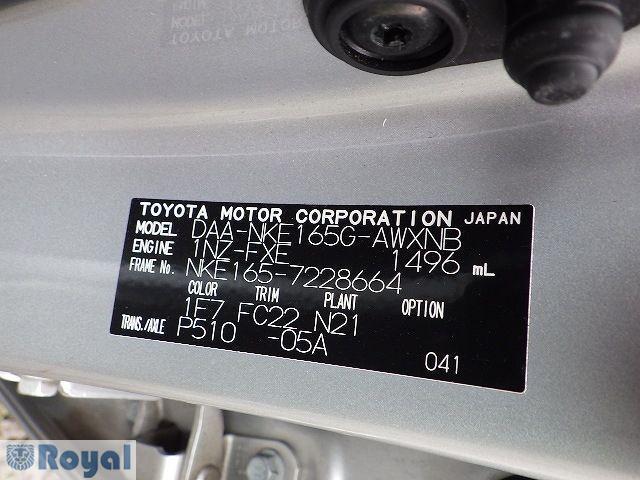 TOYOTA MOTOR CORPORATION JAPAN
MODEL DAA-NKE165G-AWXNB
ENGINE 1NZ-FXE 1496 mL
FRAME No. NKE165-7228664
COLOR TRIM PLANT OPTION
1E7 FC22 N21
TRANS./AXLE P510 -05A 041
Royal